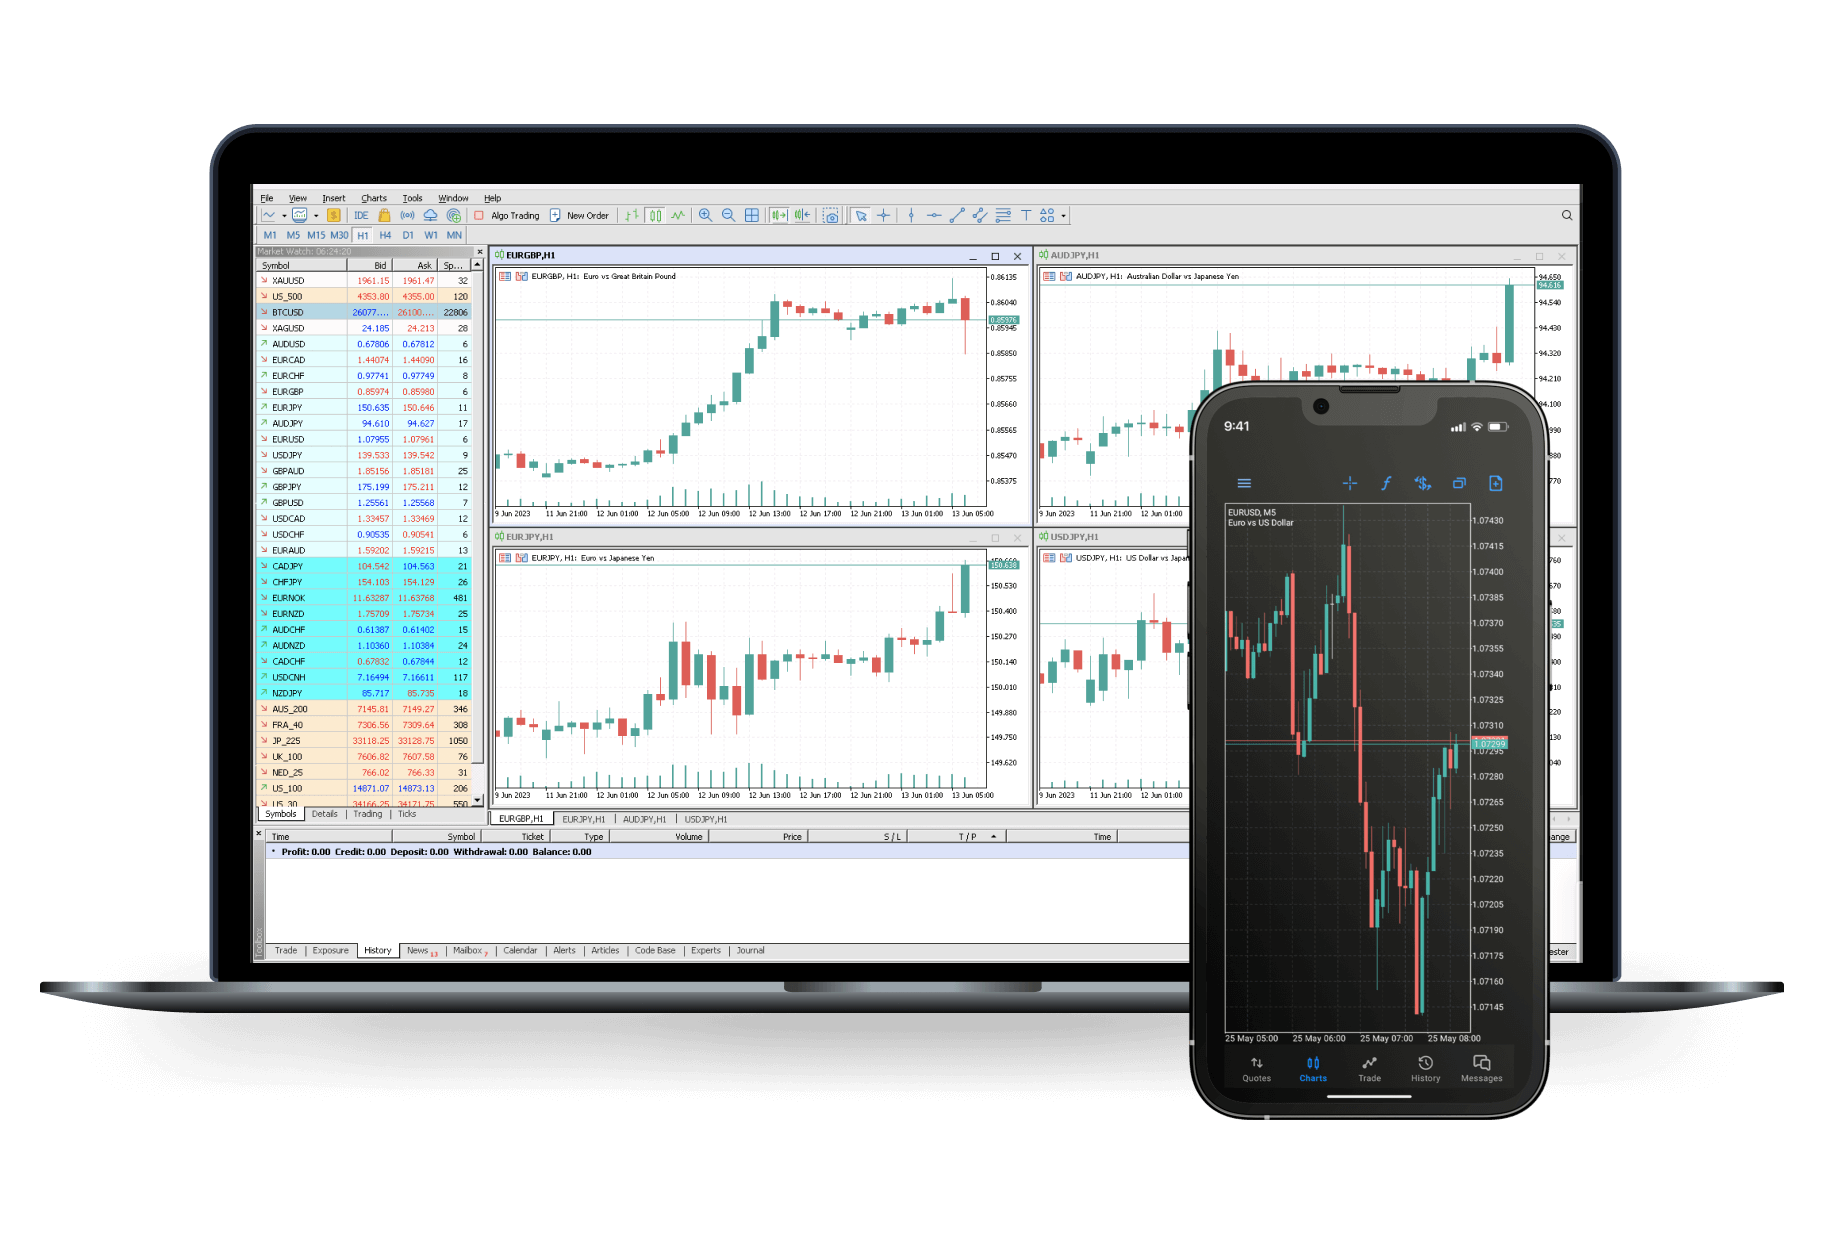 File View Insert Charts Tools Window Help
IDE Algo Trading New Order
M1 M5 M15 M30 H1 H4 D1 W1 MN
Market Watch: 06:24:20
Symbol Bid Ask Sp...
XAUUSD 1961.15 1961.47 32
US_500 4353.80 4355.00 120
BTCUSD 26077.... 26100.... 22806
XAGUSD 24.185 24.213 28
AUDUSD 0.67806 0.67812 6
EURCAD 1.44074 1.44090 16
EURCHF 0.97741 0.97749 8
EURGBP 0.85974 0.85980 6
EURJPY 150.635 150.646 11
AUDJPY 94.610 94.627 17
EURUSD 1.07955 1.07961 6
USDJPY 139.533 139.542 9
GBPAUD 1.85156 1.85181 25
GBPJPY 175.199 175.211 12
GBPUSD 1.25561 1.25568 7
USDCAD 1.33457 1.33469 12
USDCHF 0.90535 0.90541 6
EURAUD 1.59202 1.59215 13
CADJPY 104.542 104.563 21
CHFJPY 154.103 154.129 26
EURNOK 11.63287 11.63768 481
EURNZD 1.75709 1.75734 25
AUDCHF 0.61387 0.61402 15
AUDNZD 1.10360 1.10384 24
CADCHF 0.67832 0.67844 12
USDCNH 7.16494 7.16611 117
NZDJPY 85.717 85.735 18
AUS_200 7145.81 7149.27 346
FRA_40 7306.56 7309.64 308
JP_225 33118.25 33128.75 1050
UK_100 7606.82 7607.58 76
NED_25 766.02 766.33 31
US_100 14871.07 14873.13 206
US_30 34166.25 34171.75 550
Symbols Details Trading Ticks
EURGBP,H1
EURGBP, H1: Euro vs Great Britain Pound
0.86135
0.86040
0.85976
0.85945
0.85850
0.85755
0.85660
0.85565
0.85470
0.85375
9 Jun 2023 11 Jun 21:00 12 Jun 01:00 12 Jun 05:00 12 Jun 09:00 12 Jun 13:00 12 Jun 17:00 12 Jun 21:00 13 Jun 01:00 13 Jun 05:00
AUDJPY,H1
AUDJPY, H1: Australian Dollar vs Japanese Yen
94.650
94.616
94.540
94.430
94.320
94.210
94.100
990
880
770
9 Jun 2023 11 Jun 21:00 12 Jun 01:00
EURJPY,H1
EURJPY, H1: Euro vs Japanese Yen
150.660
150.638
150.530
150.400
150.270
150.140
150.010
149.880
149.750
149.620
9 Jun 2023 11 Jun 21:00 12 Jun 01:00 12 Jun 05:00 12 Jun 09:00 12 Jun 13:00 12 Jun 17:00 12 Jun 21:00 13 Jun 01:00 13 Jun 05:00
USDJPY,H1
USDJPY, H1: US Dollar vs Japan
760
670
580
390
300
220
130
040
9 Jun 2023 11 Jun 21:00 12 Jun 01:00
EURGBP,H1 EURJPY,H1 AUDJPY,H1 USDJPY,H1
Time Symbol Ticket Type Volume Price S / L T / P Time ange
• Profit: 0.00 Credit: 0.00 Deposit: 0.00 Withdrawal: 0.00 Balance: 0.00
Toolbox
Trade Exposure History News 13 Mailbox 7 Calendar Alerts Articles Code Base Experts Journal ester
9:41
EURUSD, M5
Euro vs US Dollar
1.07430
1.07415
1.07400
1.07385
1.07370
1.07355
1.07340
1.07325
1.07310
1.07299
1.07295
1.07280
1.07265
1.07250
1.07235
1.07220
1.07205
1.07190
1.07175
1.07160
1.07145
25 May 05:00 25 May 06:00 25 May 07:00 25 May 08:00
Quotes Charts Trade History Messages